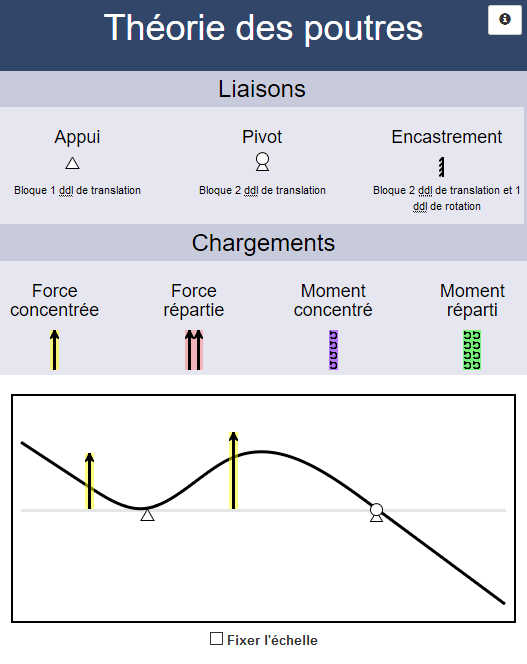 Théorie des poutres
Liaisons
Appui
Pivot
Encastrement
Bloque 1 ddl de translation
Bloque 2 ddl de translation
Bloque 2 ddl de translation et 1
ddl de rotation
Chargements
Force
concentrée
Force
répartie
Moment
concentré
Moment
réparti
Fixer l'échelle